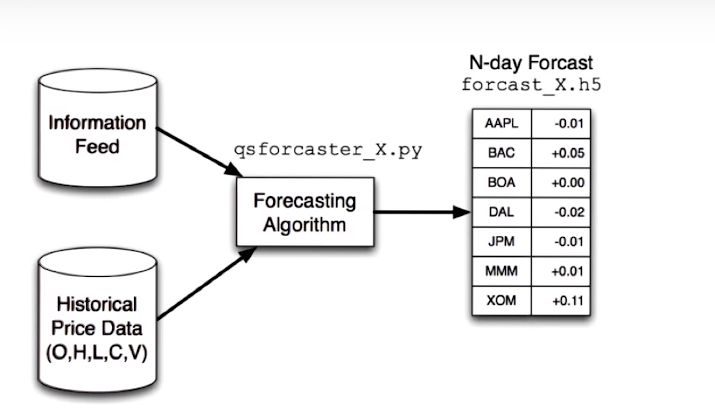 Information
Feed
Historical
Price Data
(O,H,L,C,V)
qsforcaster_X.py
Forecasting
Algorithm
N-day Forcast
forcast_X.h5
AAPL -0.01
BAC +0.05
BOA +0.00
DAL -0.02
JPM -0.01
MMM +0.01
XOM +0.11